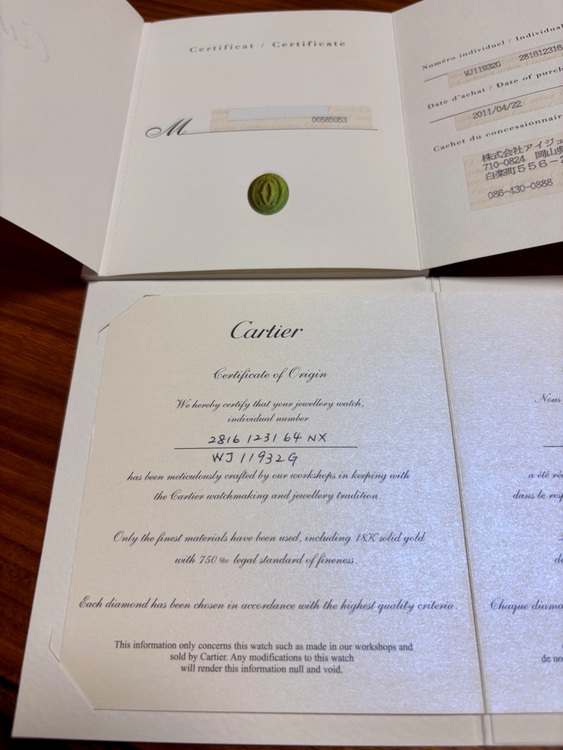 Certificat / Certificate
M
00585053
Numéro individuel / Individual
WJ11932G 281612316
Date d'achat / Date of purch
2011/04/22
Cachet du concessionnair
株式会社アイジュ
710-0824 岡山県
白楽町556-2
086-430-0888
Cartier
Certificate of Origin
We hereby certify that your jewellery watch,
individual number
2816 123164 NX
WJ11932G
has been meticulously crafted by our workshops in keeping with
the Cartier watchmaking and jewellery tradition.
Only the finest materials have been used, including 18K solid gold
with 750 ‰ legal standard of fineness.
Each diamond has been chosen in accordance with the highest quality criteria.
This information only concerns this watch such as made in our workshops and
sold by Cartier. Any modifications to this watch
will render this information null and void.
Nous
a été ré
dans le resp
de
Chaque diama
de no